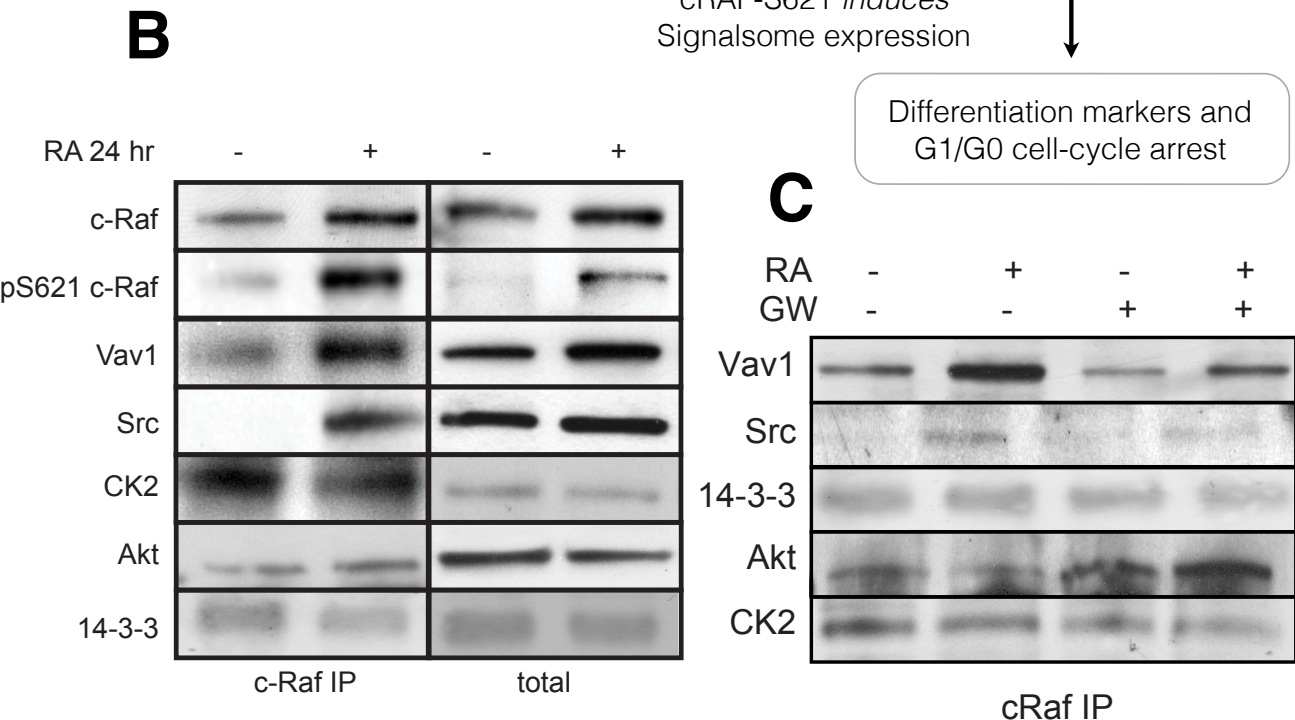 B
cRAF-S621 induces
Signalsome expression
Differentiation markers and
G1/G0 cell-cycle arrest
RA 24 hr - + - +
c-Raf
pS621 c-Raf
Vav1
Src
CK2
Akt
14-3-3
c-Raf IP total
C
RA - + - +
GW - - + +
Vav1
Src
14-3-3
Akt
CK2
cRaf IP